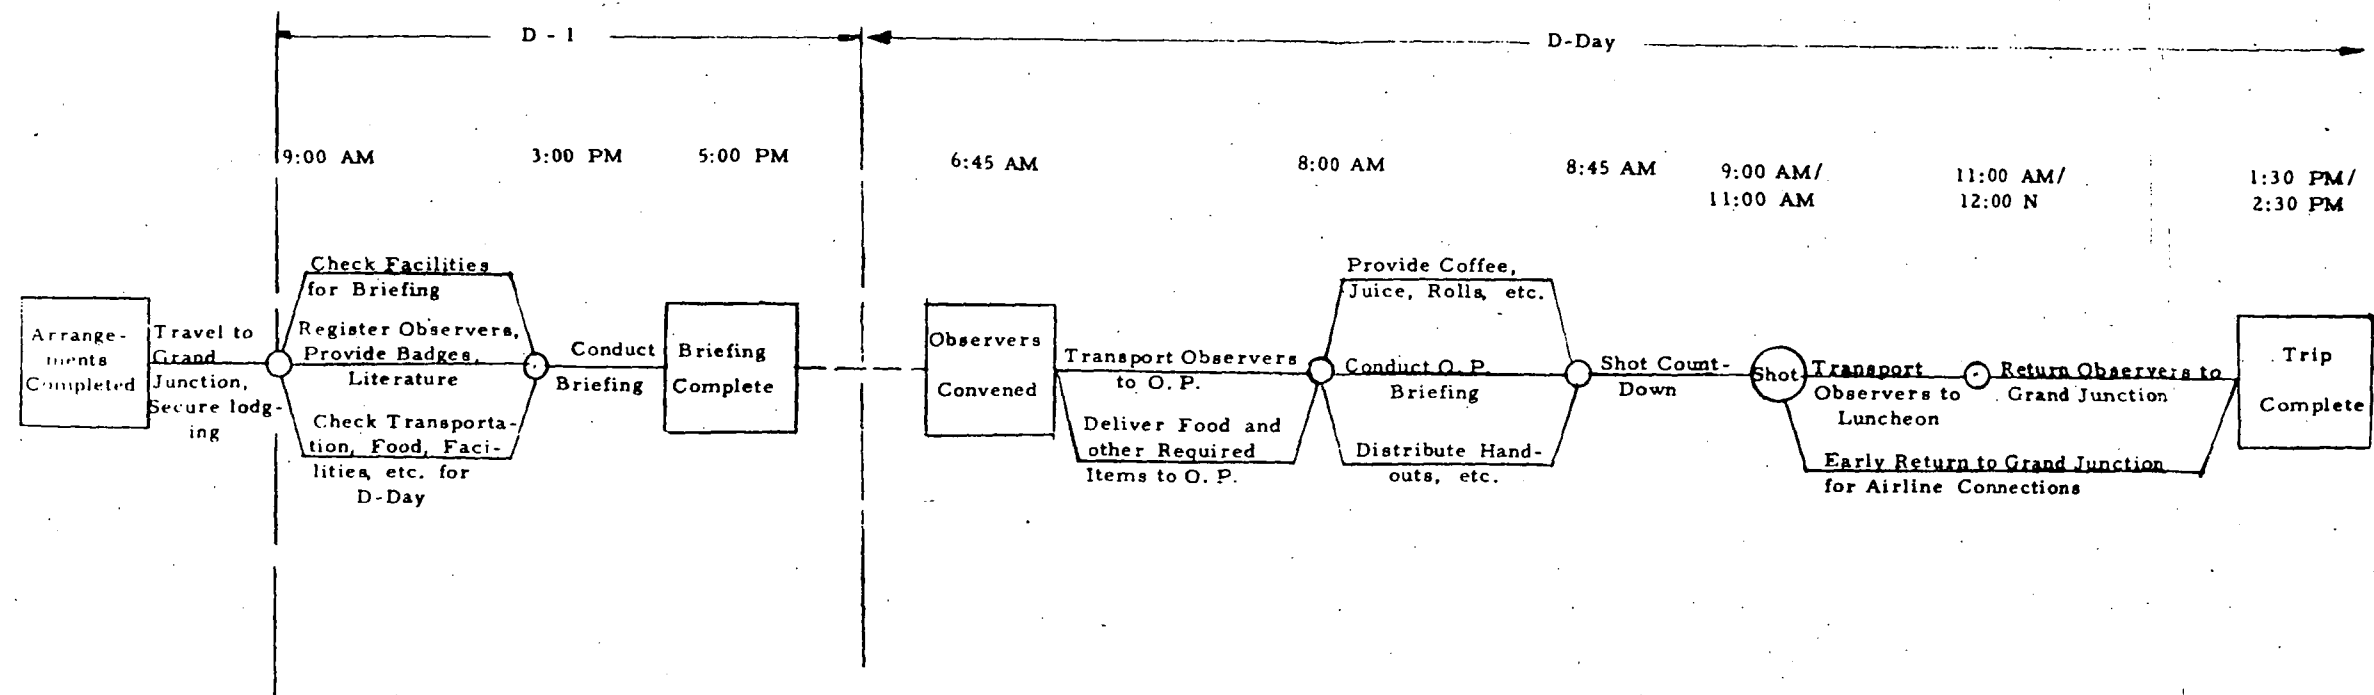 D - 1
D-Day
9:00 AM
3:00 PM
5:00 PM
6:45 AM
8:00 AM
8:45 AM
9:00 AM/
11:00 AM
11:00 AM/
12:00 N
1:30 PM/
2:30 PM
Arrange-
ments
Completed
Travel to
Grand
Junction,
Secure lodg-
ing
Check Facilities
for Briefing
Register Observers,
Provide Badges,
Literature
Check Transporta-
tion, Food, Faci-
lities, etc. for
D-Day
Conduct
Briefing
Briefing
Complete
Observers
Convened
Transport Observers
to O. P.
Deliver Food and
other Required
Items to O. P.
Provide Coffee,
Juice, Rolls, etc.
Conduct O. P.
Briefing
Distribute Hand-
outs, etc.
Shot Count-
Down
Shot
Transport
Observers to
Luncheon
Return Observers to
Grand Junction
Early Return to Grand Junction
for Airline Connections
Trip
Complete